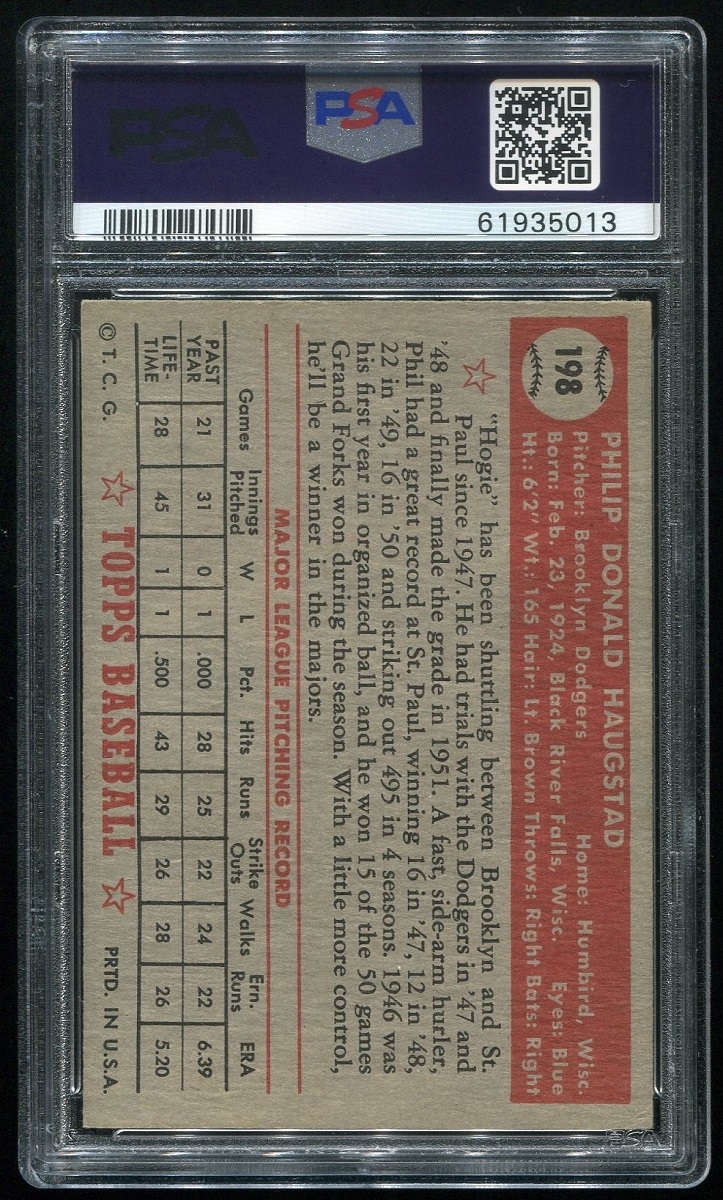 PSA
PSA
61935013
198
PHILIP DONALD HAUGSTAD
Pitcher: Brooklyn Dodgers Home: Humbird, Wisc.
Born: Feb. 23, 1924, Black River Falls, Wisc. Eyes: Blue
Ht.: 6'2" Wt.: 165 Hair: Lt. Brown Throws: Right Bats: Right
"Hogie" has been shuttling between Brooklyn and St.
Paul since 1947. He had trials with the Dodgers in '47 and
'48 and finally made the grade in 1951. A fast, side-arm hurler,
Phil had a great record at St. Paul, winning 16 in '47, 12 in '48,
22 in '49, 16 in '50 and striking out 495 in 4 seasons. 1946 was
his first year in organized ball, and he won 15 of the 50 games
Grand Forks won during the season. With a little more control,
he'll be a winner in the majors.
MAJOR LEAGUE PITCHING RECORD
Games Innings Pitched W L Pct. Hits Runs Strike Outs Walks Ern. Runs ERA
PAST YEAR 21 31 0 1 .000 28 25 22 24 22 6.39
LIFE-TIME 28 45 1 1 .500 43 29 26 28 26 5.20
© T. C. G. TOPPS BASEBALL PRTD. IN U.S.A.
PSA